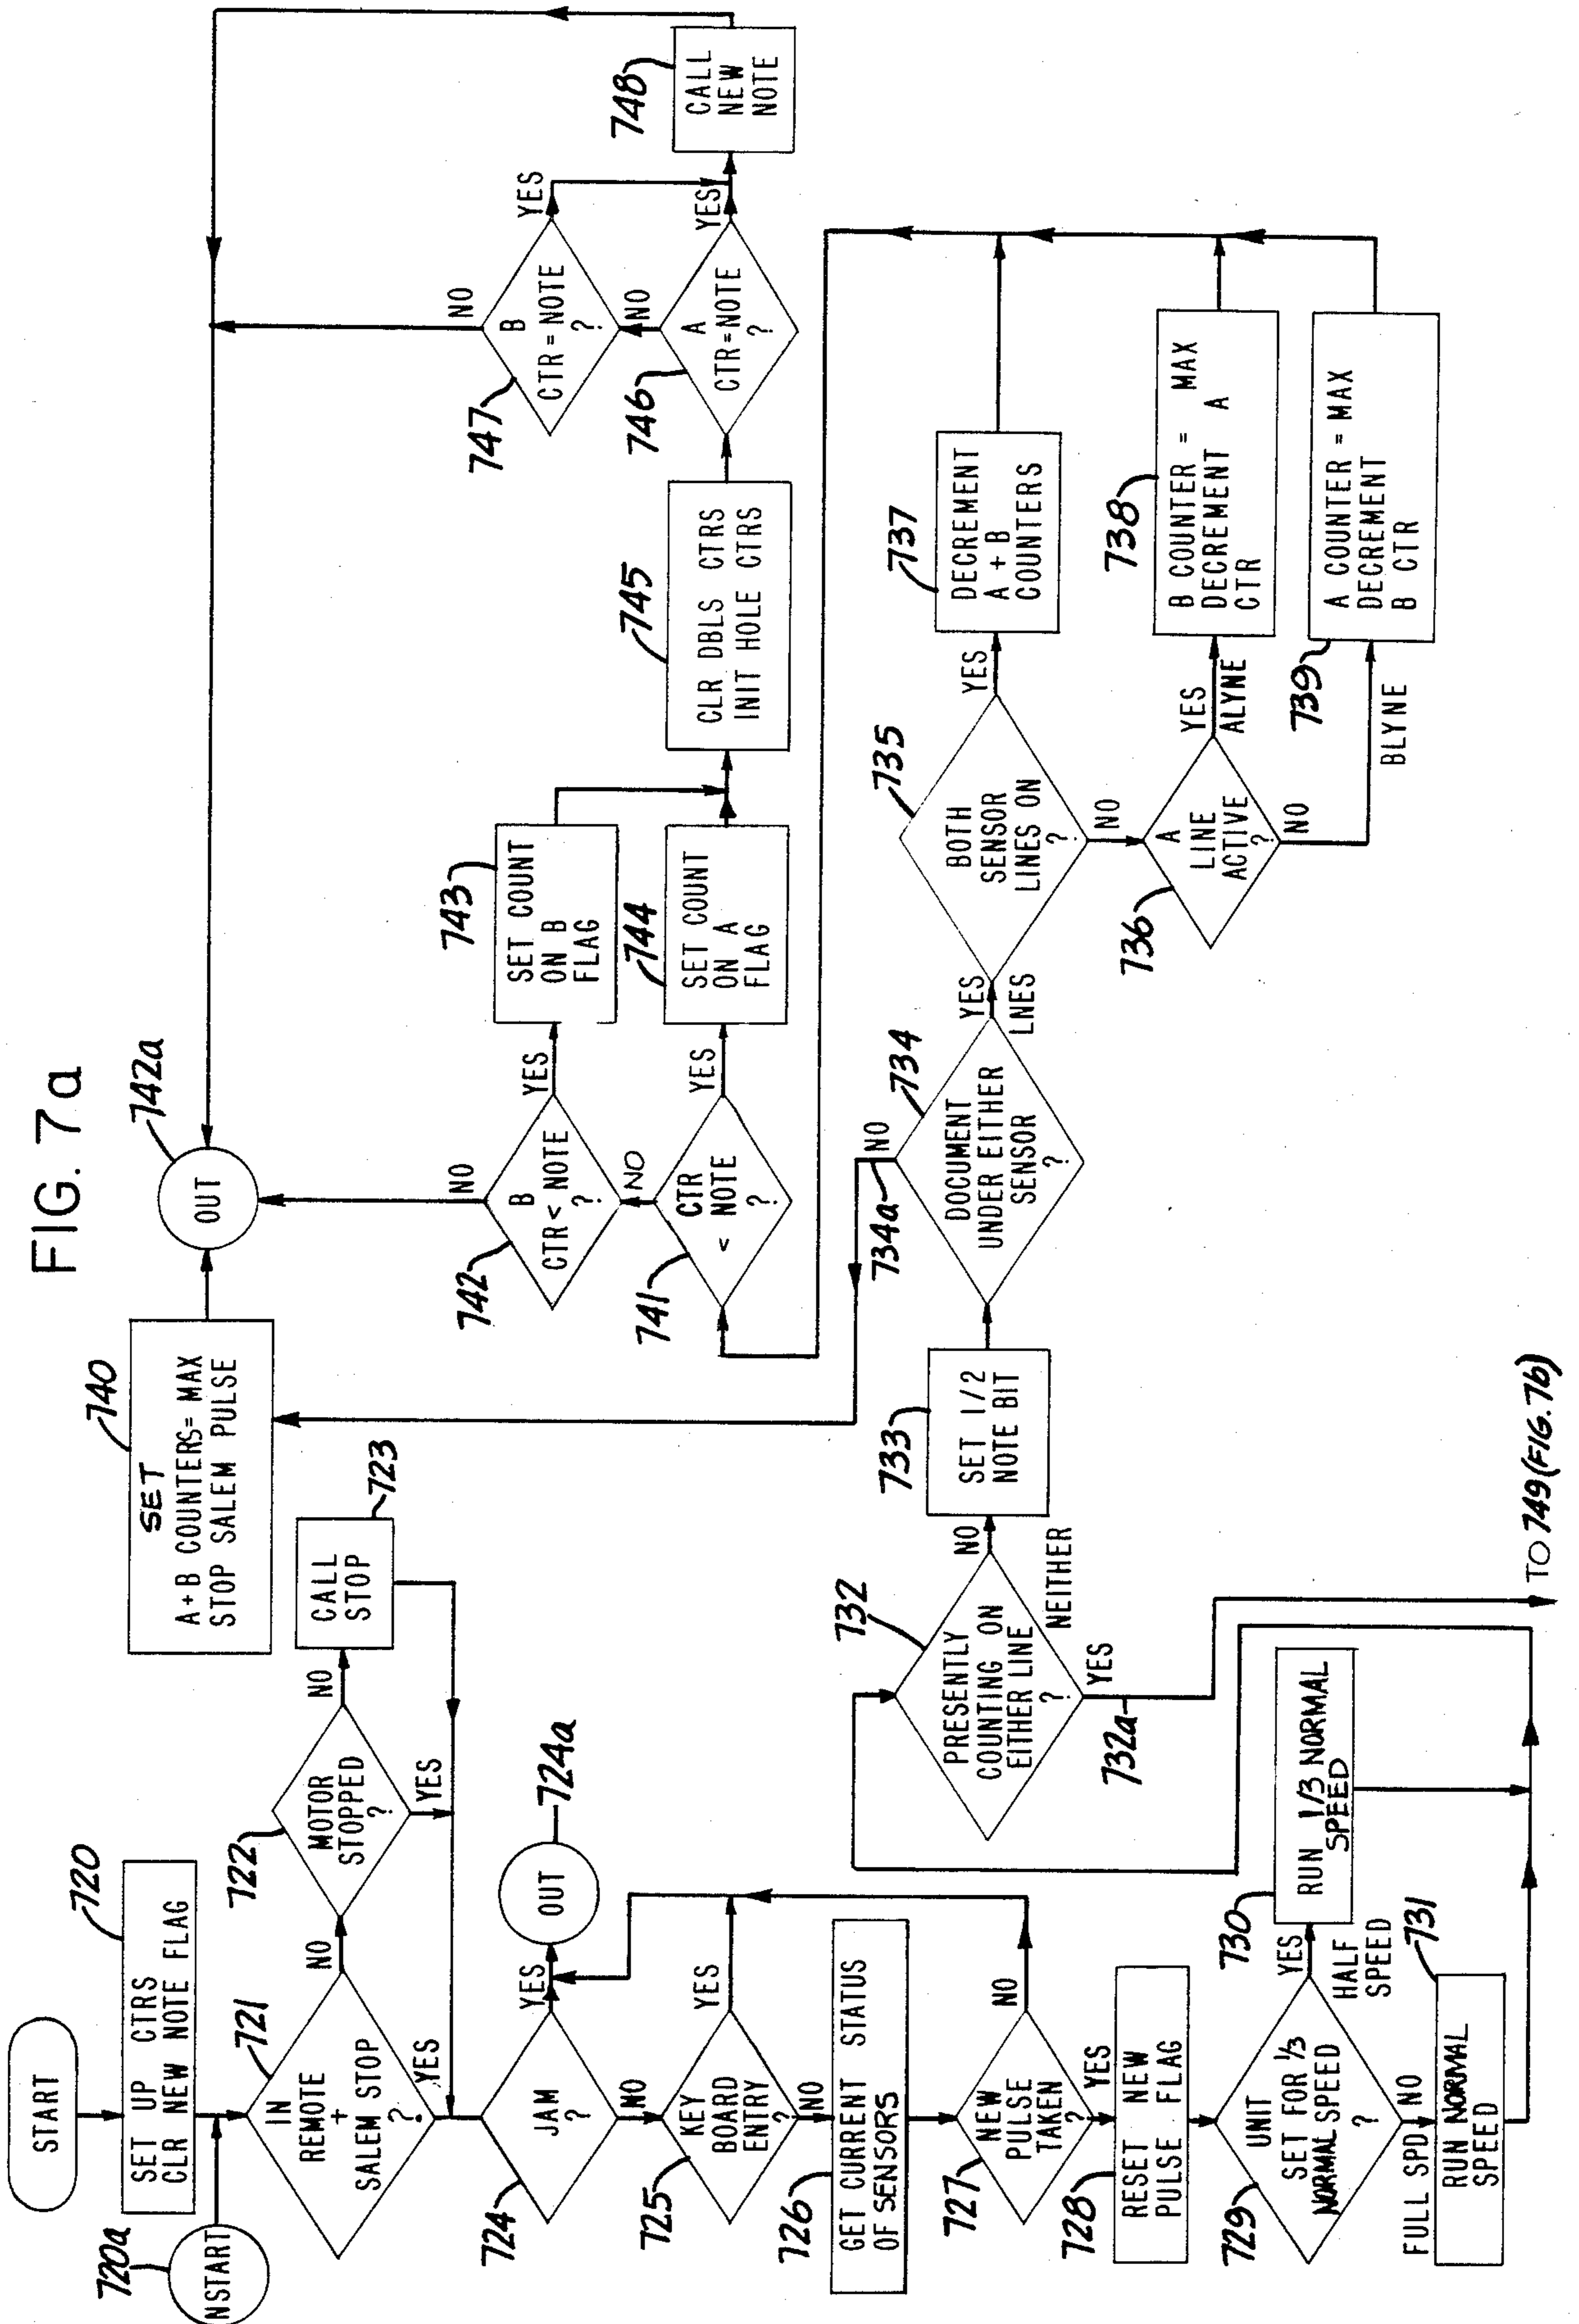 FIG. 7a
START
720
SET UP CTRS
CLR NEW NOTE FLAG
720a
NSTART
721
IN
REMOTE
+
SALEM STOP
?
NO
YES
722
MOTOR
STOPPED
?
NO
YES
723
CALL
STOP
724
JAM
?
YES
NO
724a
OUT
725
KEY
BOARD
ENTRY
?
YES
NO
726
GET CURRENT STATUS
OF SENSORS
727
NEW
PULSE
TAKEN
?
NO
YES
728
RESET NEW
PULSE FLAG
729
UNIT
SET FOR 1/3
NORMAL SPEED
?
YES
HALF
SPEED
NO
FULL SPD
730
RUN 1/3 NORMAL
SPEED
731
RUN NORMAL
SPEED
732
PRESENTLY
COUNTING ON
EITHER LINE
?
NO
NEITHER
YES
732a
TO 749 (FIG. 7b)
733
SET 1/2
NOTE BIT
734
DOCUMENT
UNDER EITHER
SENSOR
?
NO
734a
YES
LNES
735
BOTH
SENSOR
LINES ON
?
YES
NO
736
A
LINE
ACTIVE
?
YES
ALYNE
NO
BLYNE
737
DECREMENT
A + B
COUNTERS
738
B COUNTER = MAX
DECREMENT A
CTR
739
A COUNTER = MAX
DECREMENT
B CTR
740
SET
A+B COUNTERS= MAX
STOP SALEM PULSE
742a
OUT
741
CTR
< NOTE
?
YES
NO
742
B
CTR < NOTE
?
NO
YES
743
SET COUNT
ON B
FLAG
744
SET COUNT
ON A
FLAG
745
CLR DBLS CTRS
INIT HOLE CTRS
746
A
CTR=NOTE
?
YES
NO
747
B
CTR = NOTE
?
NO
YES
748
CALL
NEW
NOTE